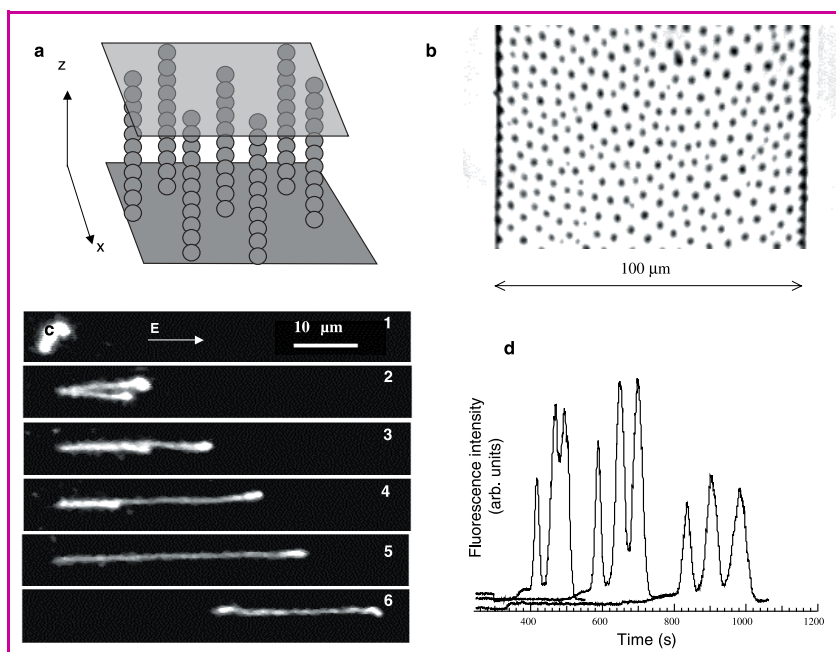 a
z
x
b
100 µm
c
E
10 µm
1
2
3
4
5
6
d
Fluorescence intensity
(arb. units)
400 600 800 1000 1200
Time (s)